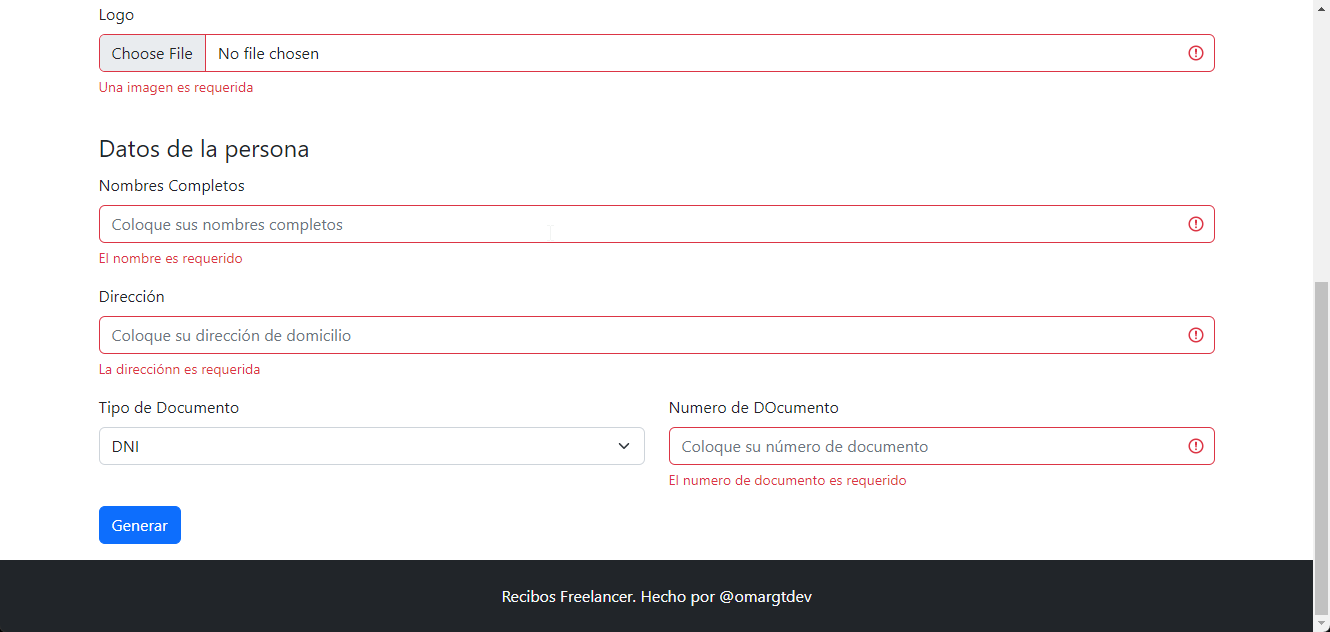 Logo
Choose File No file chosen
Una imagen es requerida
Datos de la persona
Nombres Completos
Coloque sus nombres completos
El nombre es requerido
Dirección
Coloque su dirección de domicilio
La direcciónn es requerida
Tipo de Documento
DNI
Numero de DOcumento
Coloque su número de documento
El numero de documento es requerido
Generar
Recibos Freelancer. Hecho por @omargtdev